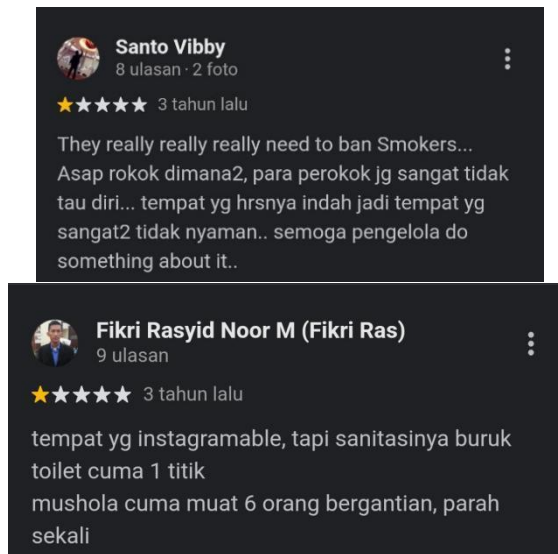 Santo Vibby
8 ulasan · 2 foto
3 tahun lalu
They really really really need to ban Smokers...
Asap rokok dimana2, para perokok jg sangat tidak
tau diri... tempat yg hrsnya indah jadi tempat yg
sangat2 tidak nyaman.. semoga pengelola do
something about it..
Fikri Rasyid Noor M (Fikri Ras)
9 ulasan
3 tahun lalu
tempat yg instagramable, tapi sanitasinya buruk
toilet cuma 1 titik
mushola cuma muat 6 orang bergantian, parah
sekali